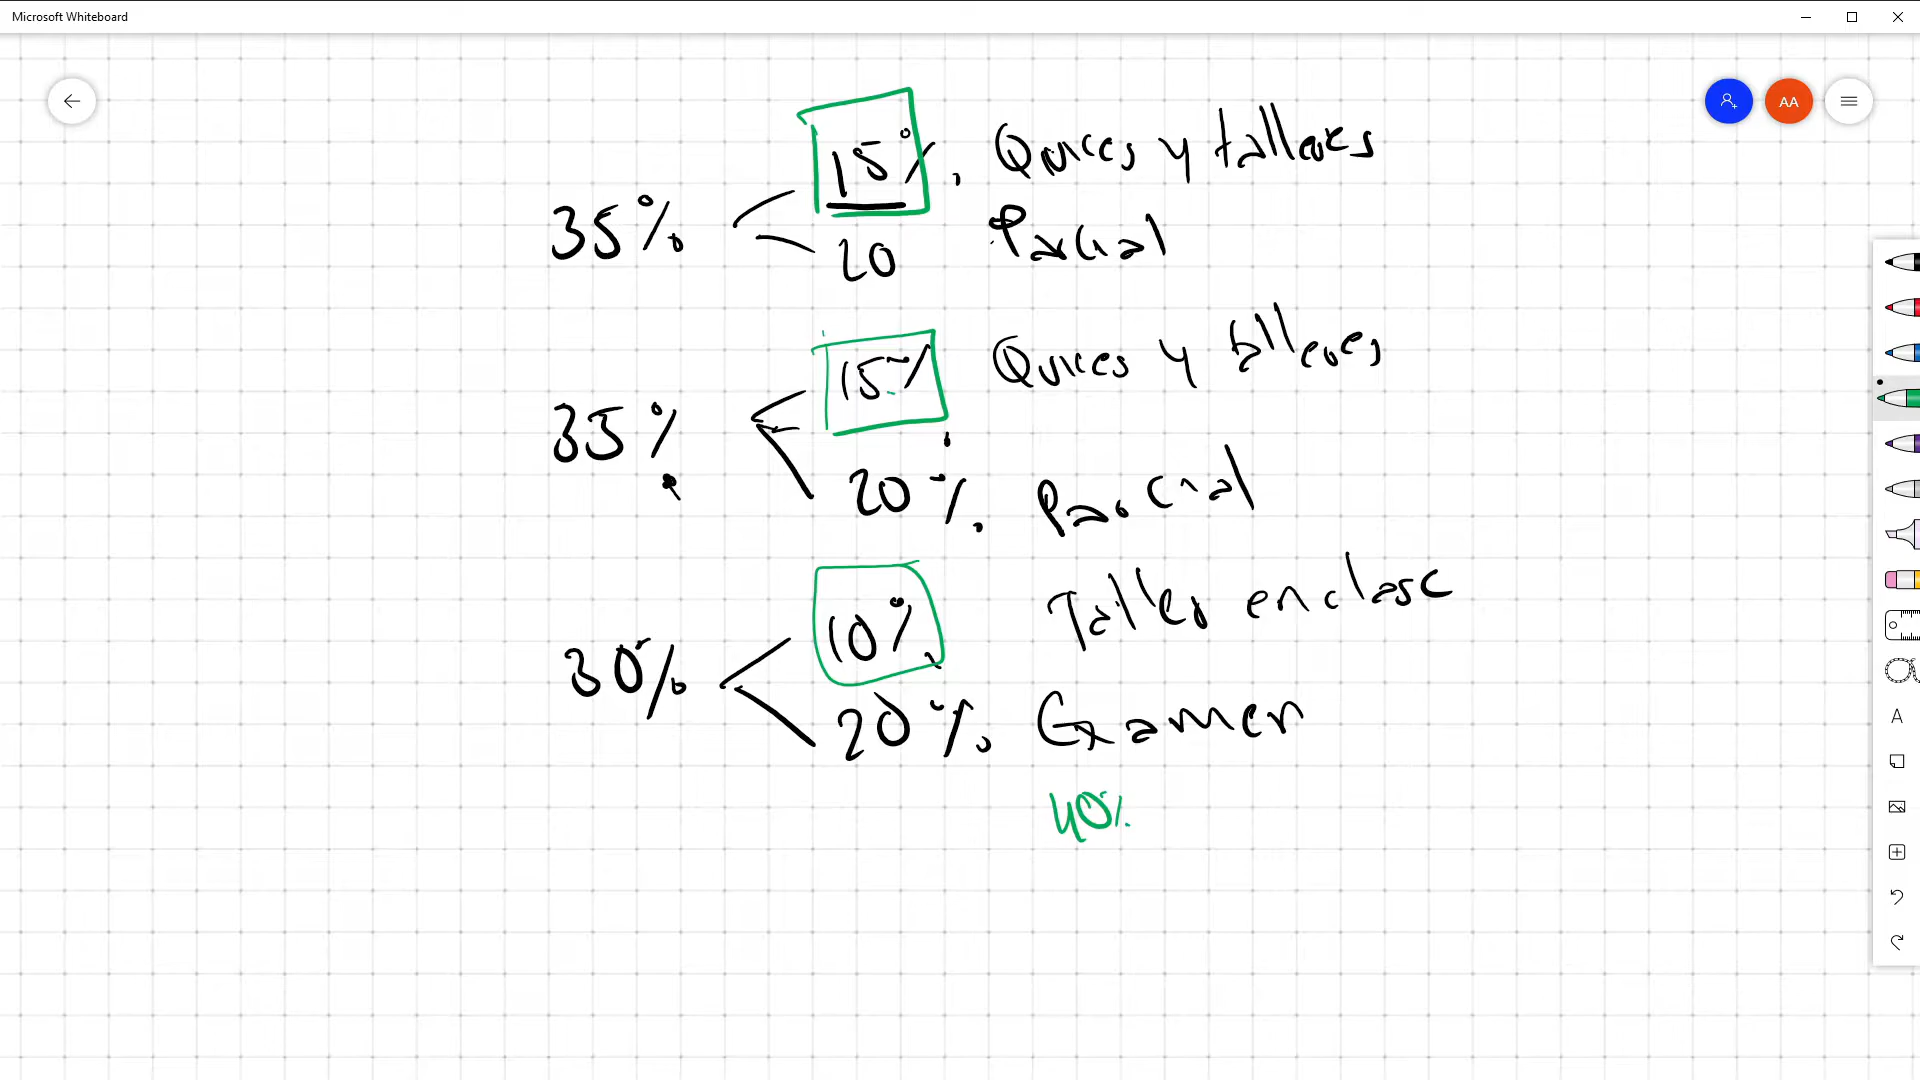 Microsoft Whiteboard
AA
15%. Quices y talleres
35%
20 Parcial
15% Quices y talleres
35%
20%. Parcial
10%. Taller en clase
30%
20%. Examen
40%.
A